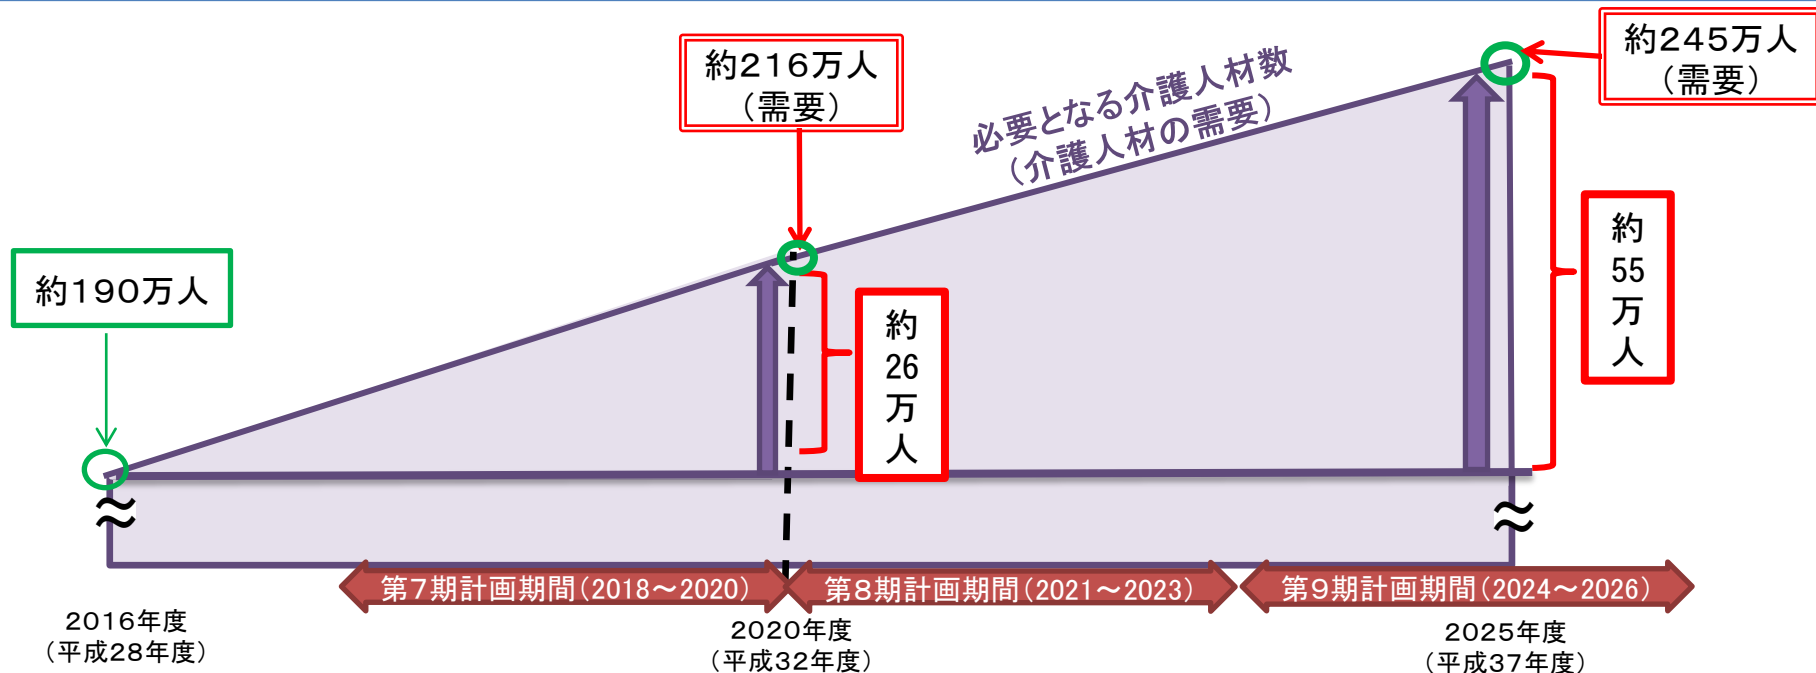 約216万人
（需要）
約245万人
（需要）
必要となる介護人材数
（介護人材の需要）
約190万人
約
26
万
人
約
55
万
人
第7期計画期間（2018～2020）
第8期計画期間（2021～2023）
第9期計画期間（2024～2026）
2016年度
（平成28年度）
2020年度
（平成32年度）
2025年度
（平成37年度）